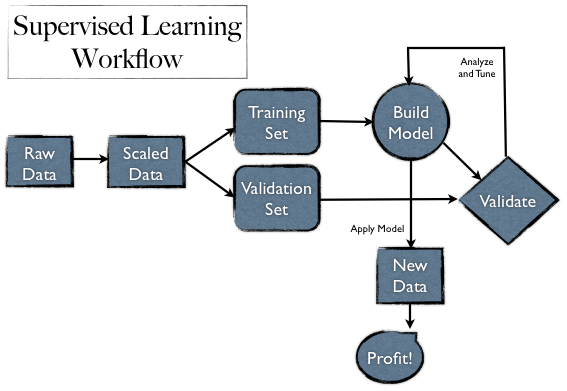 Supervised Learning
Workflow
Analyze
and Tune
Training
Set
Build
Model
Raw
Data
Scaled
Data
Validation
Set
Validate
Apply Model
New
Data
Profit!